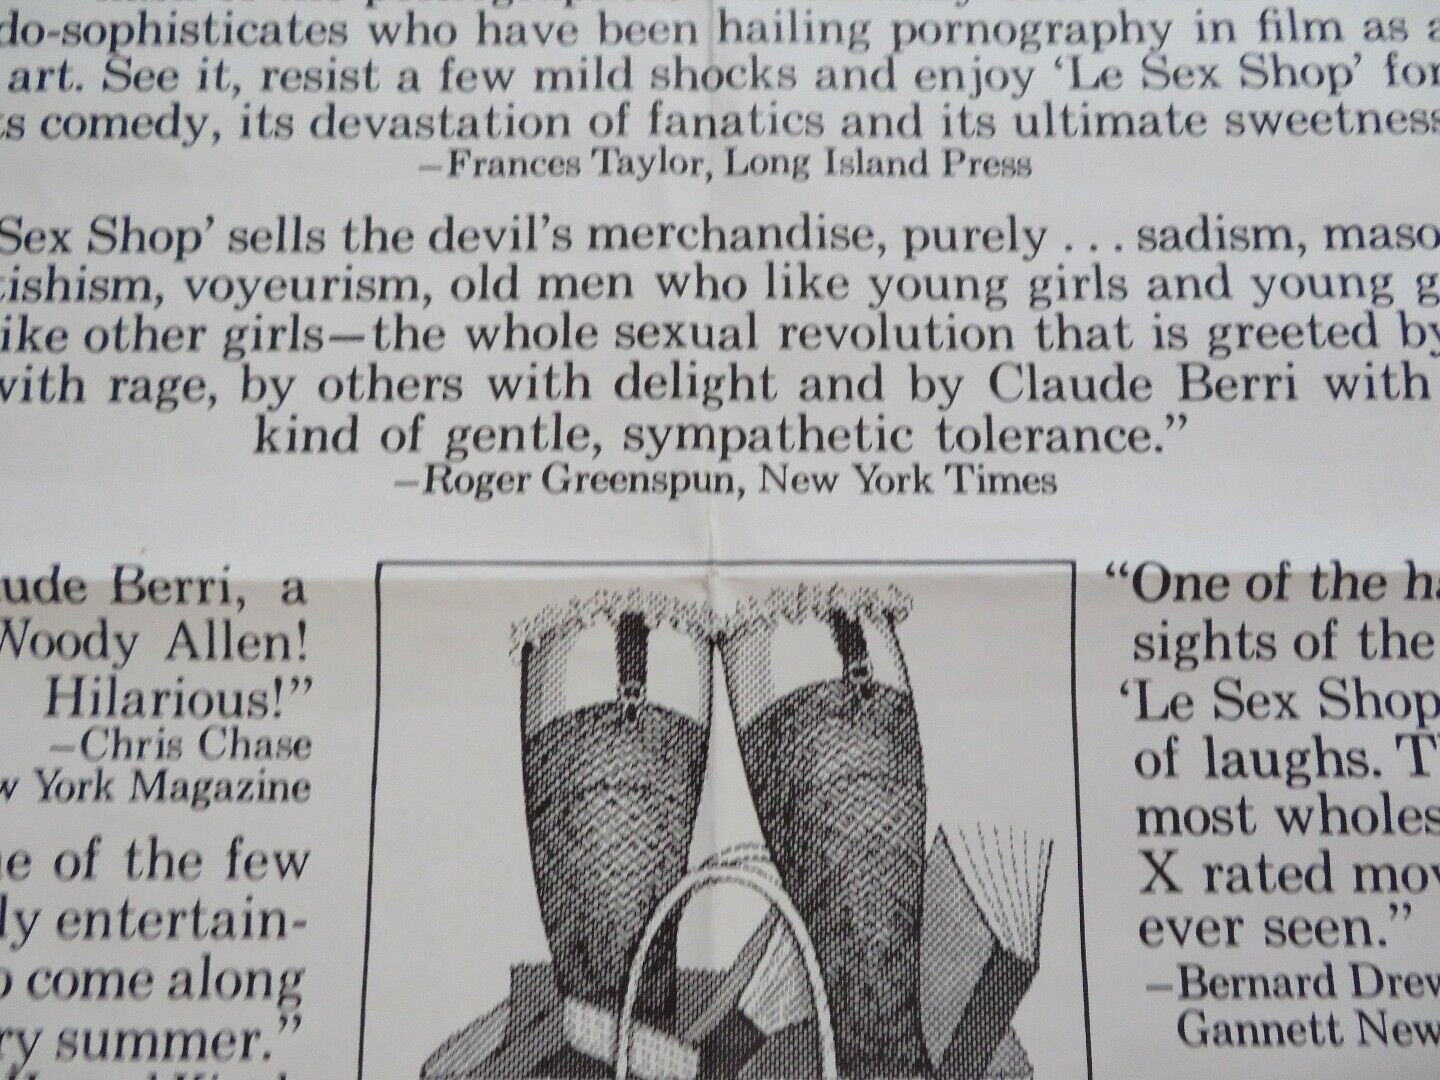 do-sophisticates who have been hailing pornography in film as a
art. See it, resist a few mild shocks and enjoy ‘Le Sex Shop’ for
ts comedy, its devastation of fanatics and its ultimate sweetness
—Frances Taylor, Long Island Press
Sex Shop’ sells the devil’s merchandise, purely . . . sadism, maso
tishism, voyeurism, old men who like young girls and young g
ike other girls—the whole sexual revolution that is greeted by
with rage, by others with delight and by Claude Berri with
kind of gentle, sympathetic tolerance.”
—Roger Greenspun, New York Times
ude Berri, a
Woody Allen!
Hilarious!”
—Chris Chase
w York Magazine
ne of the few
ly entertain-
o come along
ry summer.”
“One of the ha
sights of the
‘Le Sex Shop
of laughs. T
most wholes
X rated mov
ever seen.”
—Bernard Drew
Gannett New